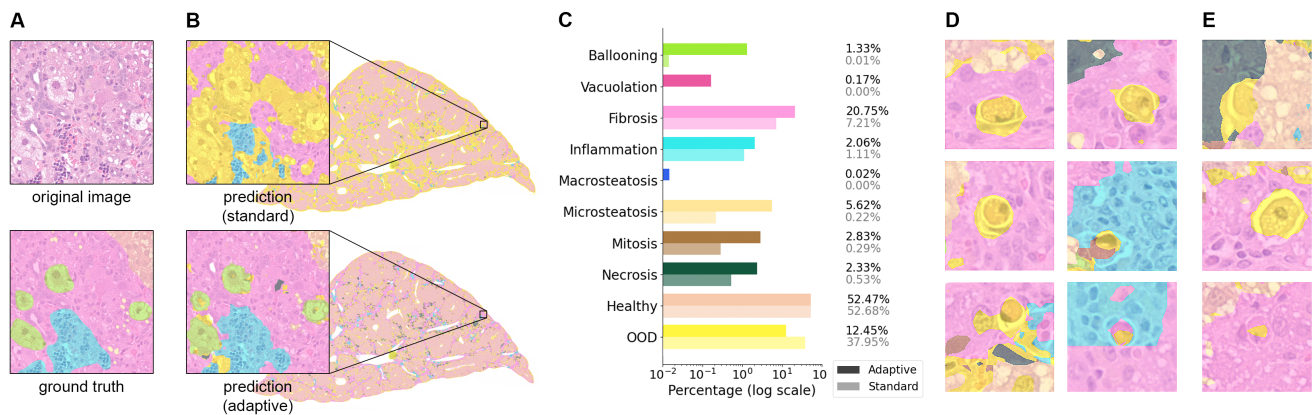 A
B
C
D
E
original image
prediction
(standard)
ground truth
prediction
(adaptive)
Ballooning
1.33%
0.01%
Vacuolation
0.17%
0.00%
Fibrosis
20.75%
7.21%
Inflammation
2.06%
1.11%
Macrosteatosis
0.02%
0.00%
Microsteatosis
5.62%
0.22%
Mitosis
2.83%
0.29%
Necrosis
2.33%
0.53%
Healthy
52.47%
52.68%
OOD
12.45%
37.95%
10⁻² 10⁻¹ 10⁰ 10¹ 10
Percentage (log scale)
Adaptive
Standard